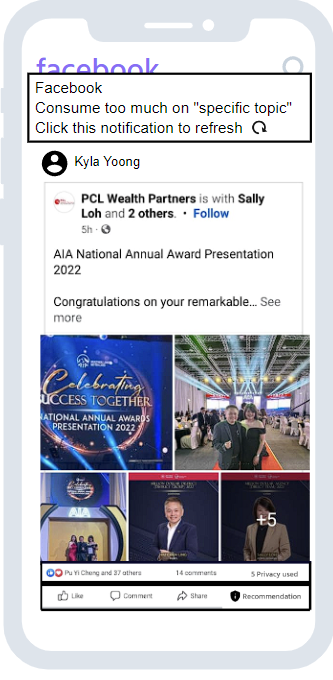 facebook
Facebook
Consume too much on "specific topic"
Click this notification to refresh
Kyla Yoong
PCL Wealth Partners is with Sally
Loh and 2 others. • Follow
5h ·
AIA National Annual Award Presentation
2022
Congratulations on your remarkable... See
more
Celebrating
SUCCESS TOGETHER
NATIONAL ANNUAL AWARDS
PRESENTATION 2022
Celebrating
AIA
+5
Pu Yi Cheng and 37 others
14 comments
5 Privacy used
Like
Comment
Share
Recommendation